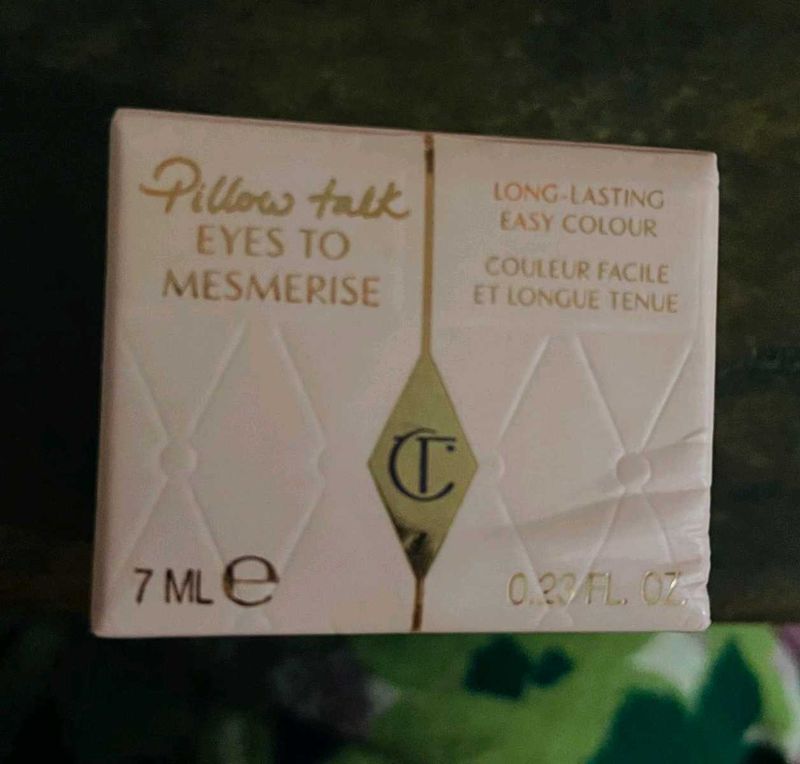 Pillow talk
EYES TO
MESMERISE
LONG-LASTING
EASY COLOUR
COULEUR FACILE
ET LONGUE TENUE
CT
7 ML e
0.23 FL. OZ.